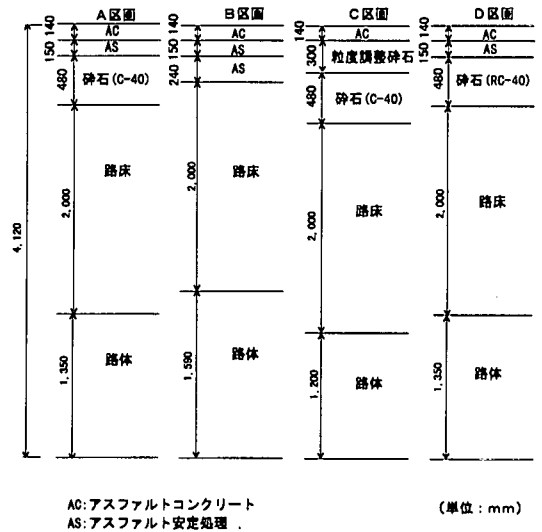 A区画 B区画 C区画 D区画
140 AC 140 AC 140 AC 140 AC
150 AS 150 AS 300 粒度調整砕石 150 AS
480 砕石(C-40) 240 AS 480 砕石(C-40) 480 砕石(RC-40)
4,120 2,000 路床 2,000 路床 2,000 路床 2,000 路床
1,350 路体 1,590 路体 1,200 路体 1,350 路体
AC:アスファルトコンクリート
AS:アスファルト安定処理
(単位:mm)